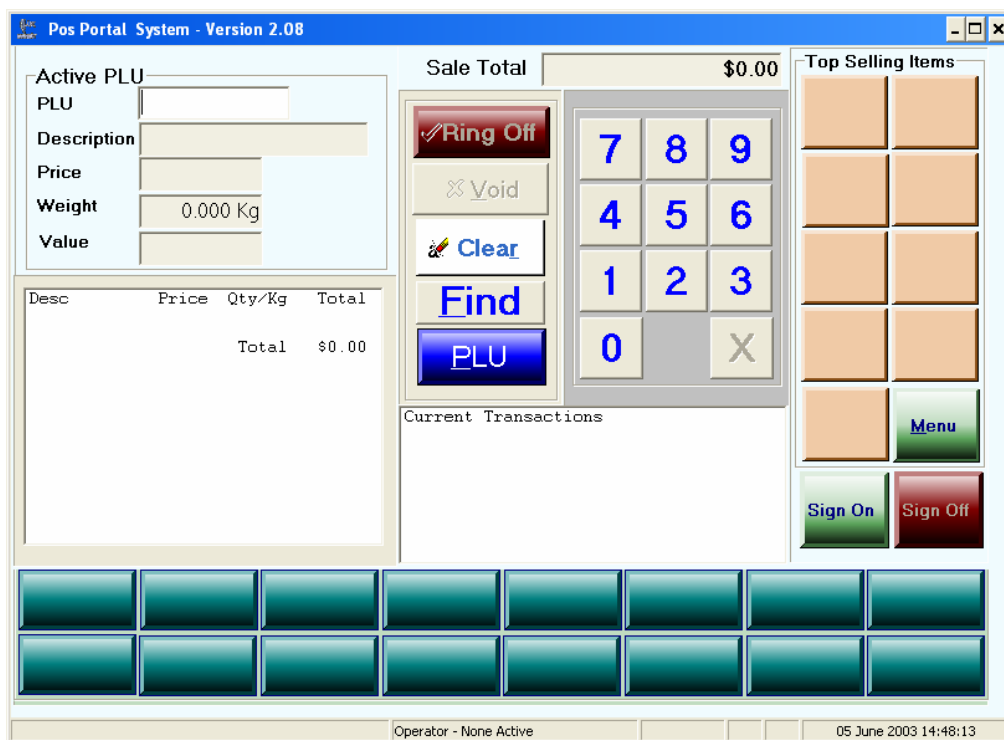 Pos Portal System - Version 2.08
Active PLU
PLU
Description
Price
Weight 0.000 Kg
Value
Sale Total $0.00
Top Selling Items
Ring Off
Void
Clear
Find
PLU
7 8 9
4 5 6
1 2 3
0 X
Desc Price Qty/Kg Total
Total $0.00
Current Transactions
Menu
Sign On Sign Off
Operator - None Active 05 June 2003 14:48:13